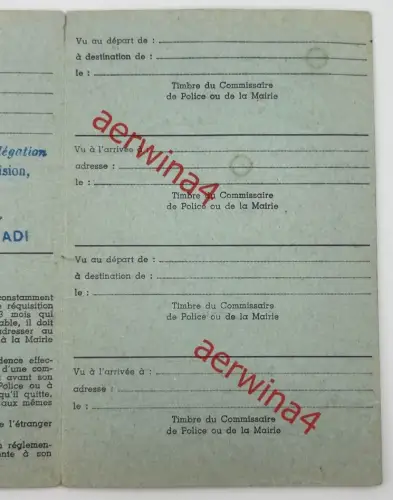 légation
ision,
ADI
constamment
e réquisition
mois qui
able, il doit
adresser au
à la Mairie
dence effec-
d'une com-
t avant son
Police ou à
qu'il quitte,
aux mêmes
e l'étranger
n réglemen-
ente à son
Vu au départ de :
à destination de :
le :
Timbre du Commissaire
de Police ou de la Mairie
Vu à l'arrivée à :
adresse :
le :
Timbre du Commissaire
de Police ou de la Mairie
Vu au départ de :
à destination de :
le :
Timbre du Commissaire
de Police ou de la Mairie
Vu à l'arrivée à :
adresse :
le :
Timbre du Commissaire
de Police ou de la Mairie
aerwina4
aerwina4